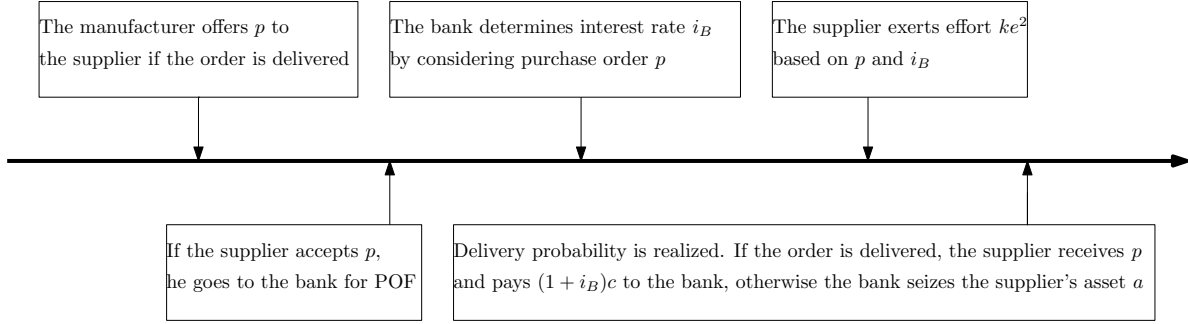 The manufacturer offers p to
the supplier if the order is delivered
The bank determines interest rate i_B
by considering purchase order p
The supplier exerts effort ke²
based on p and i_B
If the supplier accepts p,
he goes to the bank for POF
Delivery probability is realized. If the order is delivered, the supplier receives p
and pays (1 + i_B)c to the bank, otherwise the bank seizes the supplier's asset a